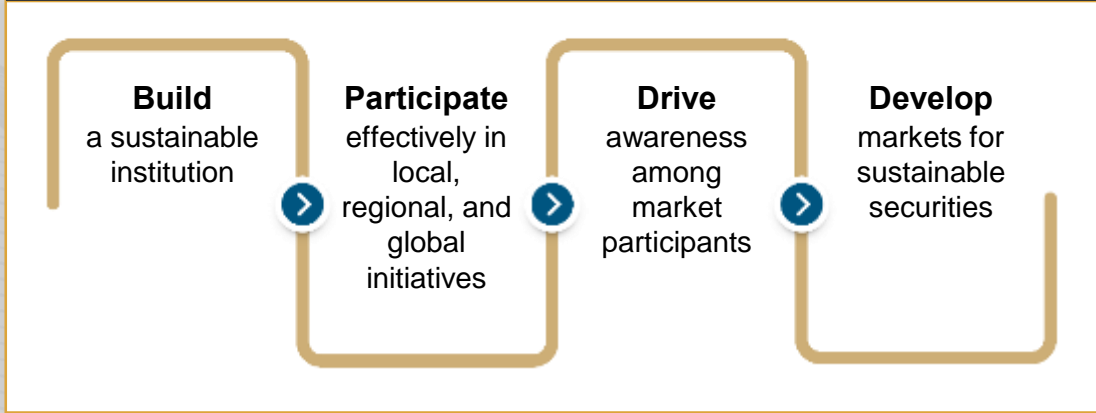 Build
a sustainable
institution
Participate
effectively in
local,
regional, and
global
initiatives
Drive
awareness
among
market
participants
Develop
markets for
sustainable
securities